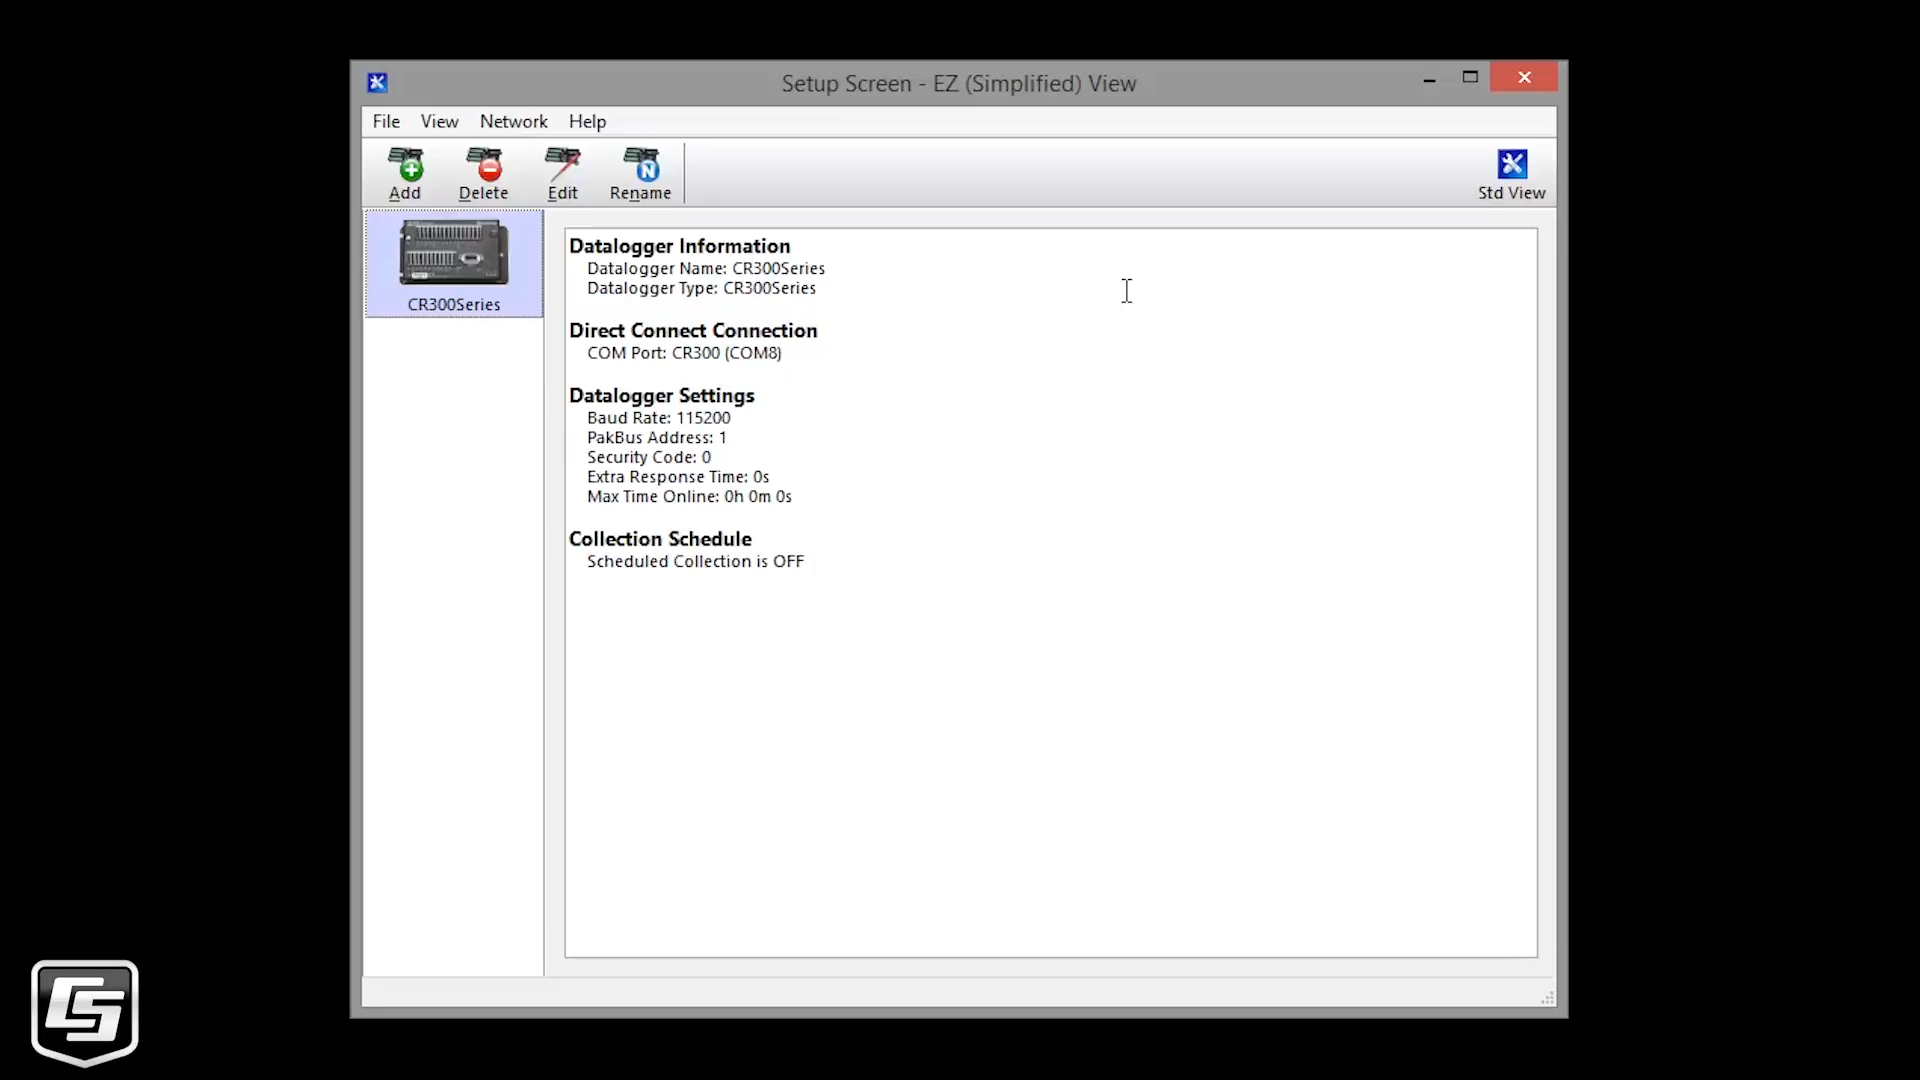 Setup Screen - EZ (Simplified) View
File View Network Help
Add Delete Edit Rename Std View
CR300Series
Datalogger Information
Datalogger Name: CR300Series
Datalogger Type: CR300Series
Direct Connect Connection
COM Port: CR300 (COM8)
Datalogger Settings
Baud Rate: 115200
PakBus Address: 1
Security Code: 0
Extra Response Time: 0s
Max Time Online: 0h 0m 0s
Collection Schedule
Scheduled Collection is OFF
CS